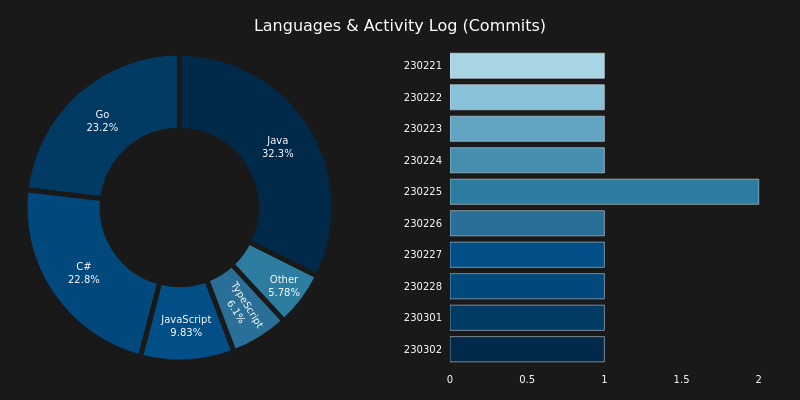 Languages & Activity Log (Commits)
Java
32.3%
Go
23.2%
C#
22.8%
JavaScript
9.83%
TypeScript
6.1%
Other
5.78%
230221
230222
230223
230224
230225
230226
230227
230228
230301
230302
0 0.5 1 1.5 2